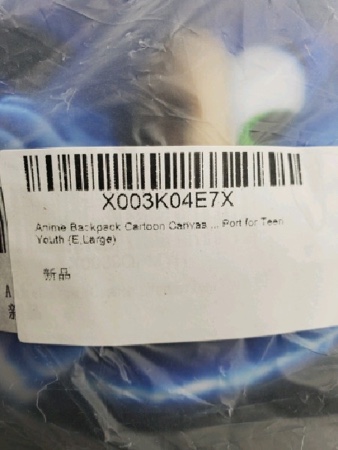 X003K04E7X
Anime Backpack Cartoon Canvas ... Port for Teen
Youth (E,Large)
新品